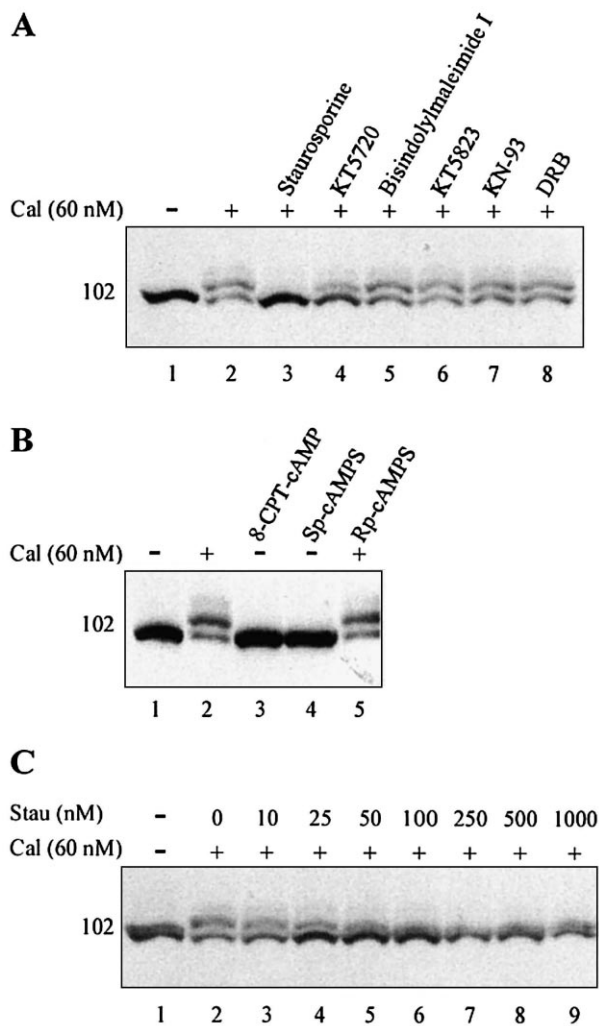 A
Staurosporine
KT5720
Bisindolylmaleimide I
KT5823
KN-93
DRB
Cal (60 nM) - + + + + + + +
102
1 2 3 4 5 6 7 8
B
8-CPT-cAMP
Sp-cAMPS
Rp-cAMPS
Cal (60 nM) - + - - +
102
1 2 3 4 5
C
Stau (nM) - 0 10 25 50 100 250 500 1000
Cal (60 nM) - + + + + + + + +
102
1 2 3 4 5 6 7 8 9